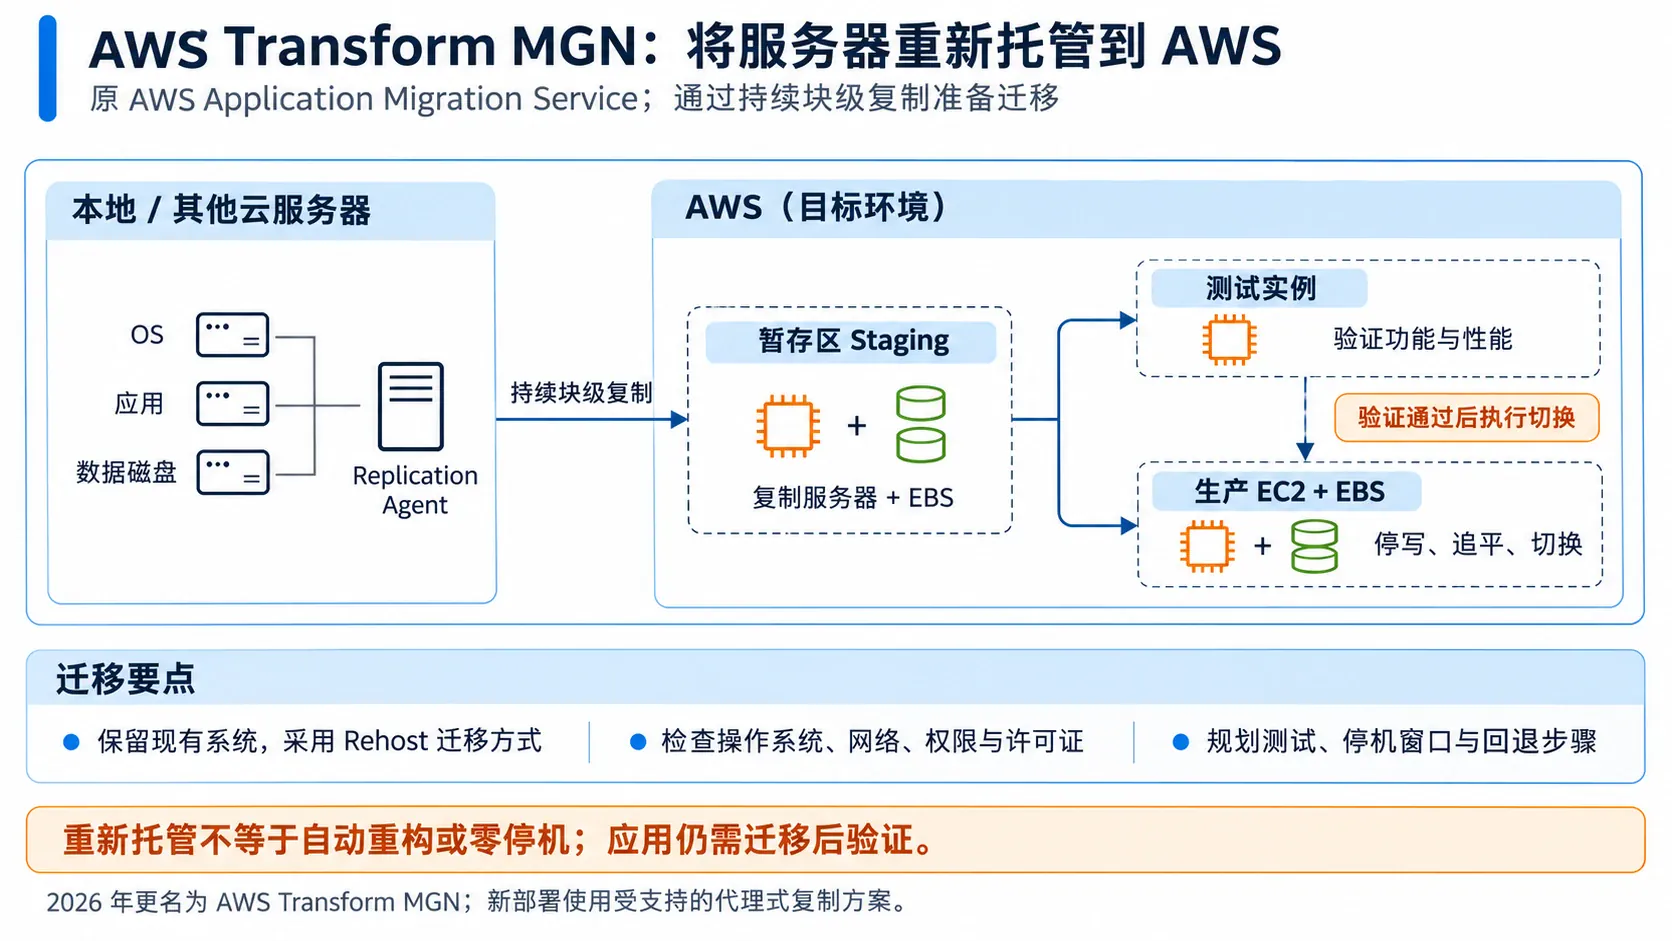 AWS Transform MGN：将服务器重新托管到 AWS
原 AWS Application Migration Service；通过持续块级复制准备迁移
本地 / 其他云服务器
OS
应用
数据磁盘
Replication
Agent
持续块级复制
AWS（目标环境）
暂存区 Staging
+
复制服务器 + EBS
测试实例
验证功能与性能
验证通过后执行切换
生产 EC2 + EBS
+
停写、追平、切换
迁移要点
保留现有系统，采用 Rehost 迁移方式
检查操作系统、网络、权限与许可证
规划测试、停机窗口与回退步骤
重新托管不等于自动重构或零停机；应用仍需迁移后验证。
2026 年更名为 AWS Transform MGN；新部署使用受支持的代理式复制方案。